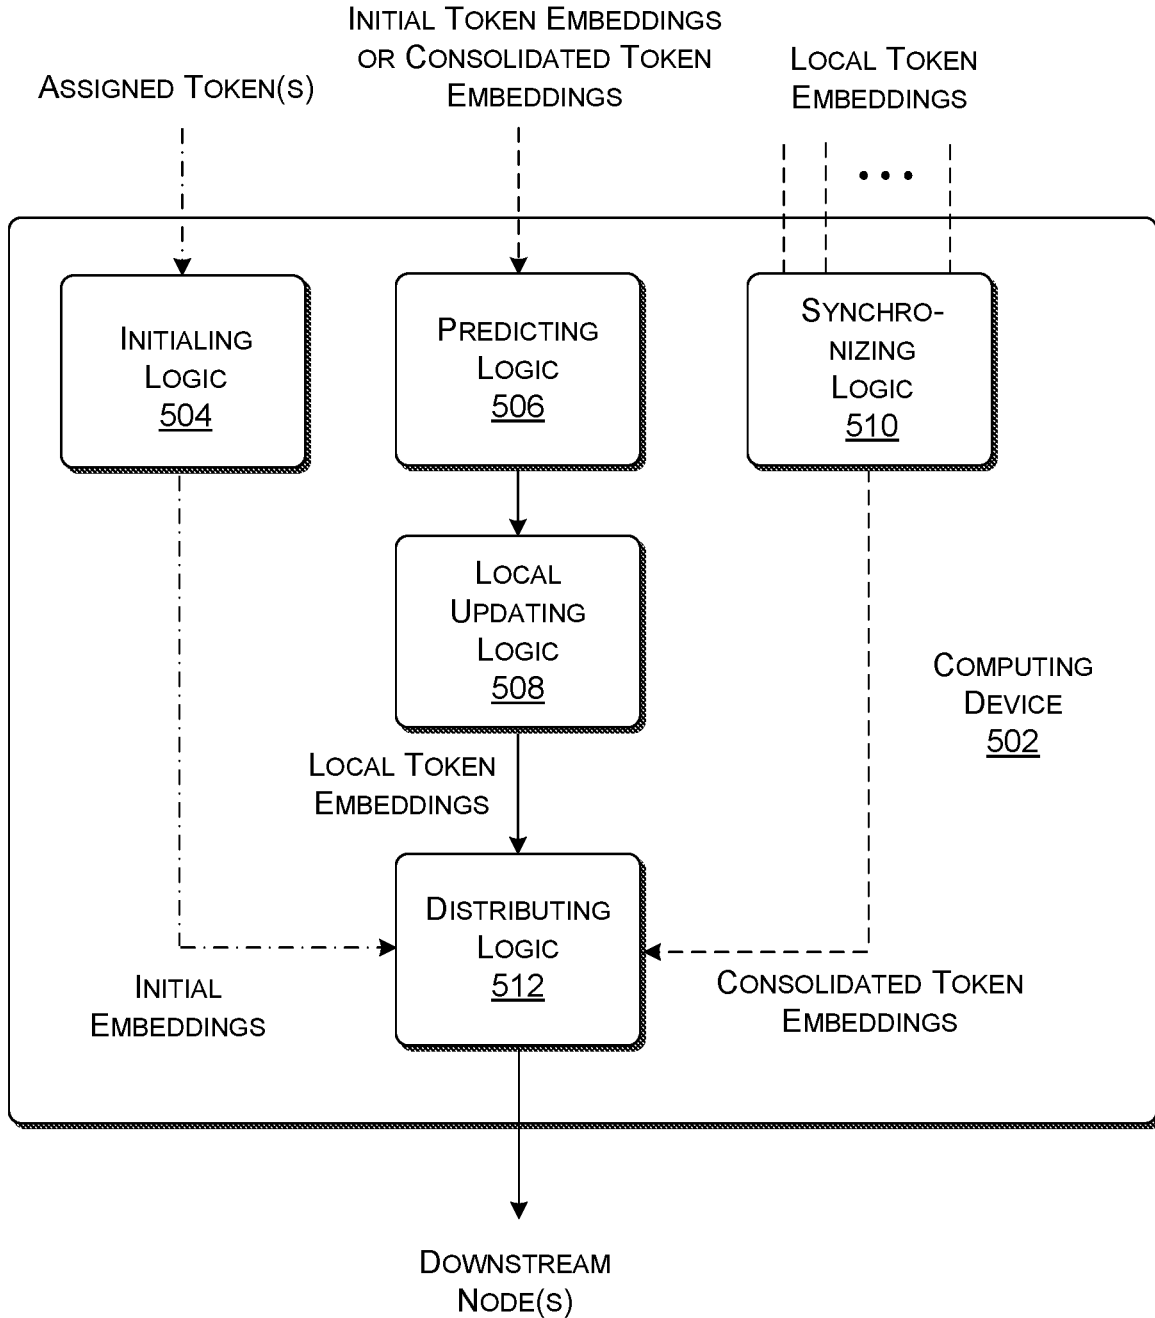 ASSIGNED TOKEN(S)
INITIAL TOKEN EMBEDDINGS
OR CONSOLIDATED TOKEN
EMBEDDINGS
LOCAL TOKEN
EMBEDDINGS
INITIALING
LOGIC
504
PREDICTING
LOGIC
506
SYNCHRO-
NIZING
LOGIC
510
LOCAL
UPDATING
LOGIC
508
COMPUTING
DEVICE
502
LOCAL TOKEN
EMBEDDINGS
DISTRIBUTING
LOGIC
512
INITIAL
EMBEDDINGS
CONSOLIDATED TOKEN
EMBEDDINGS
DOWNSTREAM
NODE(S)